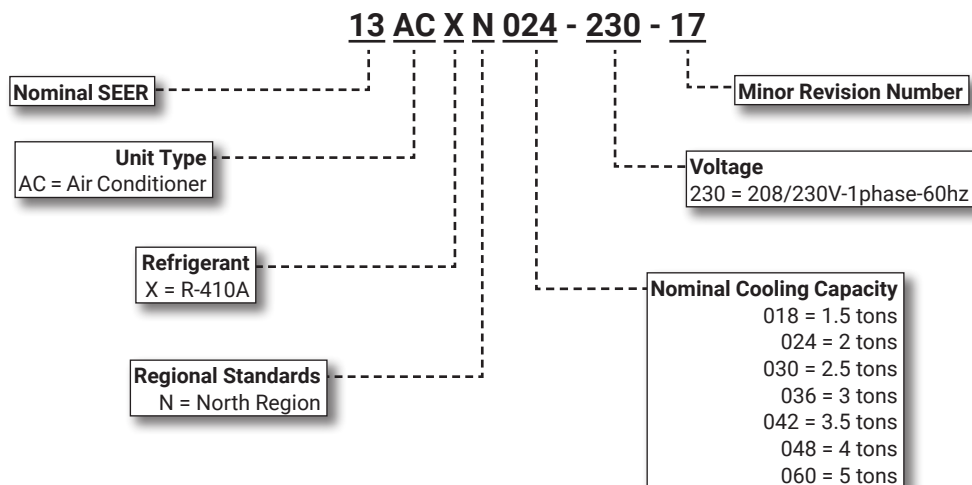 13 AC X N 024 - 230 - 17
Nominal SEER
Minor Revision Number
Unit Type
AC = Air Conditioner
Voltage
230 = 208/230V-1phase-60hz
Refrigerant
X = R-410A
Nominal Cooling Capacity
018 = 1.5 tons
024 = 2 tons
030 = 2.5 tons
036 = 3 tons
042 = 3.5 tons
048 = 4 tons
060 = 5 tons
Regional Standards
N = North Region